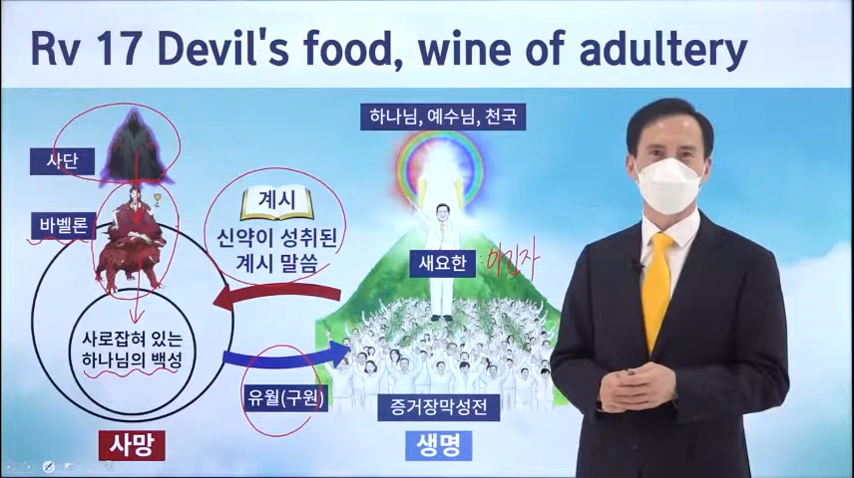 Rv 17 Devil's food, wine of adultery
하나님, 예수님, 천국
사단
바벨론
계시
신약이 성취된
계시 말씀
새요한
: 이긴자
사로잡혀 있는
하나님의 백성
유월(구원)
증거장막성전
사망
생명